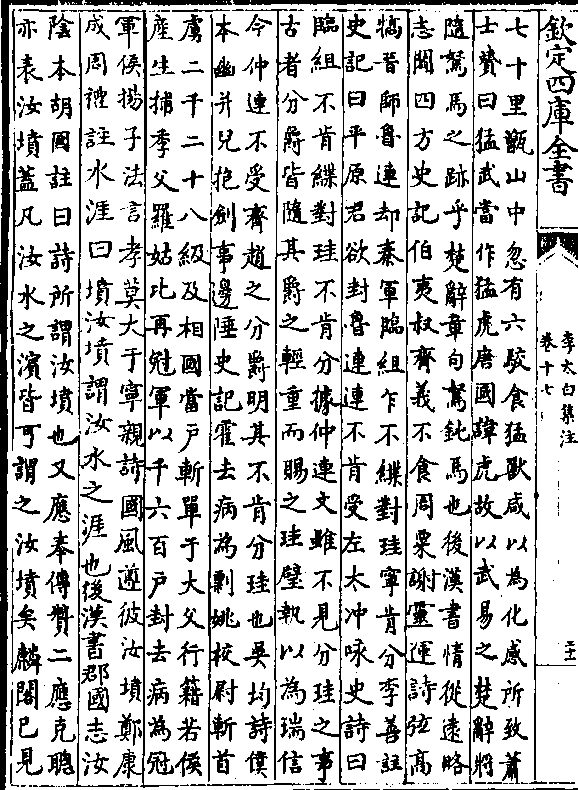 欽定四庫全書
李太白集注
卷十七
七十里甑山中忽有六駮食猛獸咸以為化感所致蕭
士贇曰猛武當作猛虎唐國諱虎故以武易之楚辭將
隨駑馬之跡乎楚辭章句駑鈍馬也後漢書情從遠略
志闊四方史記伯夷叔齊義不食周粟謝靈運詩弦高
犒晉師魯連却秦軍臨組乍不緤對珪寧肯分李善註
史記曰平原君欲封魯連連不肯受左太冲咏史詩曰
臨組不肯緤對珪不肯分據仲連文雖不見分珪之事
古者分爵皆隨其爵之輕重而賜之珪璧執以為瑞信
今仲連不受齊趙之分爵明其不肯分珪也吳均詩僕
本幽并兒抱劍事邊陲史記霍去病為剽姚校尉斬首
虜二千二十八級及相國當户斬單于大父行籍若侯
產生捕季父羅姑比再冠軍以千六百户封去病為冠
軍侯揚子法言孝莫大于寧親詩國風遵彼汝墳鄭康
成周禮註水涯曰墳汝墳謂汝水之涯也後漢書郡國志汝
陰本胡國註曰詩所謂汝墳也又應奉傳贊二應克聰
亦表汝墳蓋凡汝水之濱皆可謂之汝墳矣麟閣已見